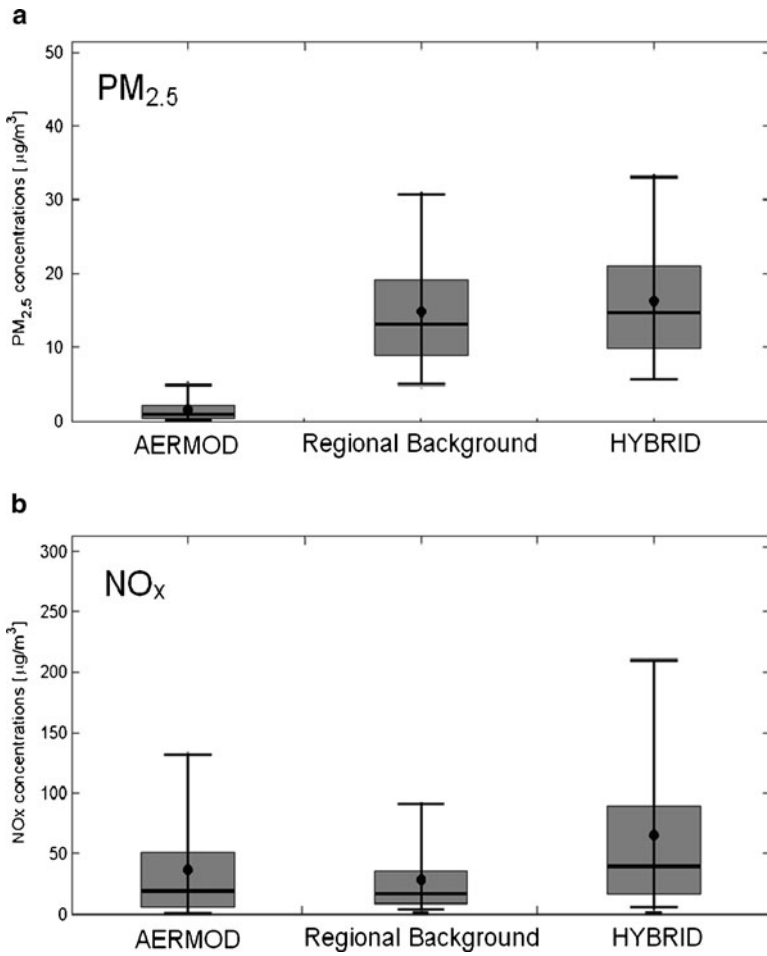 a
PM2.5
PM2.5 concentrations [ µg/m³ ]
50
40
30
20
10
0
AERMOD Regional Background HYBRID
b
NOx
NOx concentrations [ µg/m³ ]
300
250
200
150
100
50
0
AERMOD Regional Background HYBRID